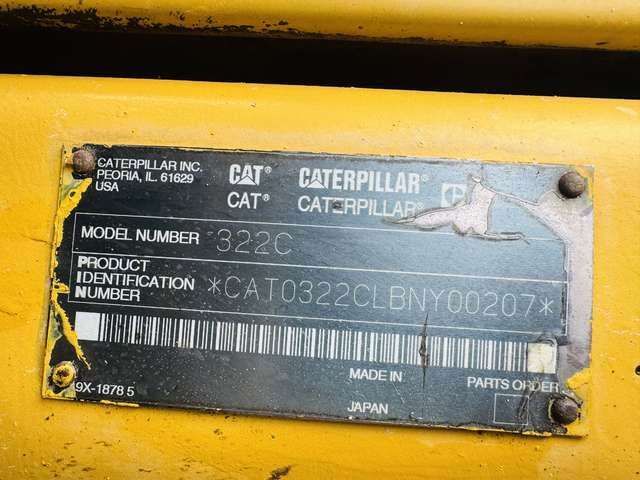 CATERPILLAR INC.
PEORIA, IL. 61629
USA
CAT® CATERPILLAR®
CAT® CATERPILLAR®
MODEL NUMBER 322C
PRODUCT
IDENTIFICATION
NUMBER
*CAT0322CLBNY00207*
MADE IN
JAPAN
PARTS ORDER
9X-1878 5